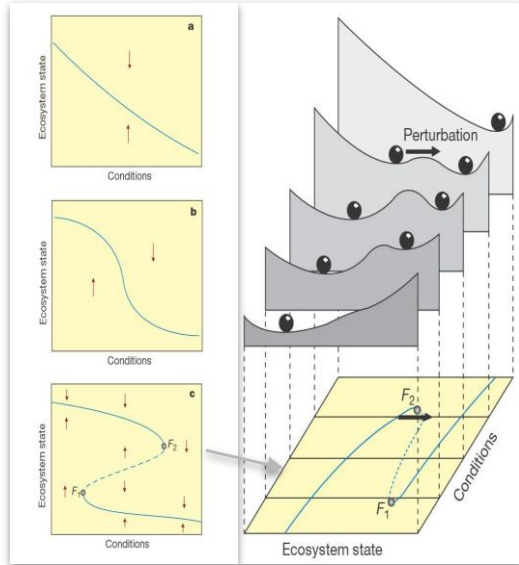 a
Ecosystem state
Conditions
b
Ecosystem state
Conditions
c
Ecosystem state
F2
F1
Conditions
Perturbation
F2
F1
Conditions
Ecosystem state